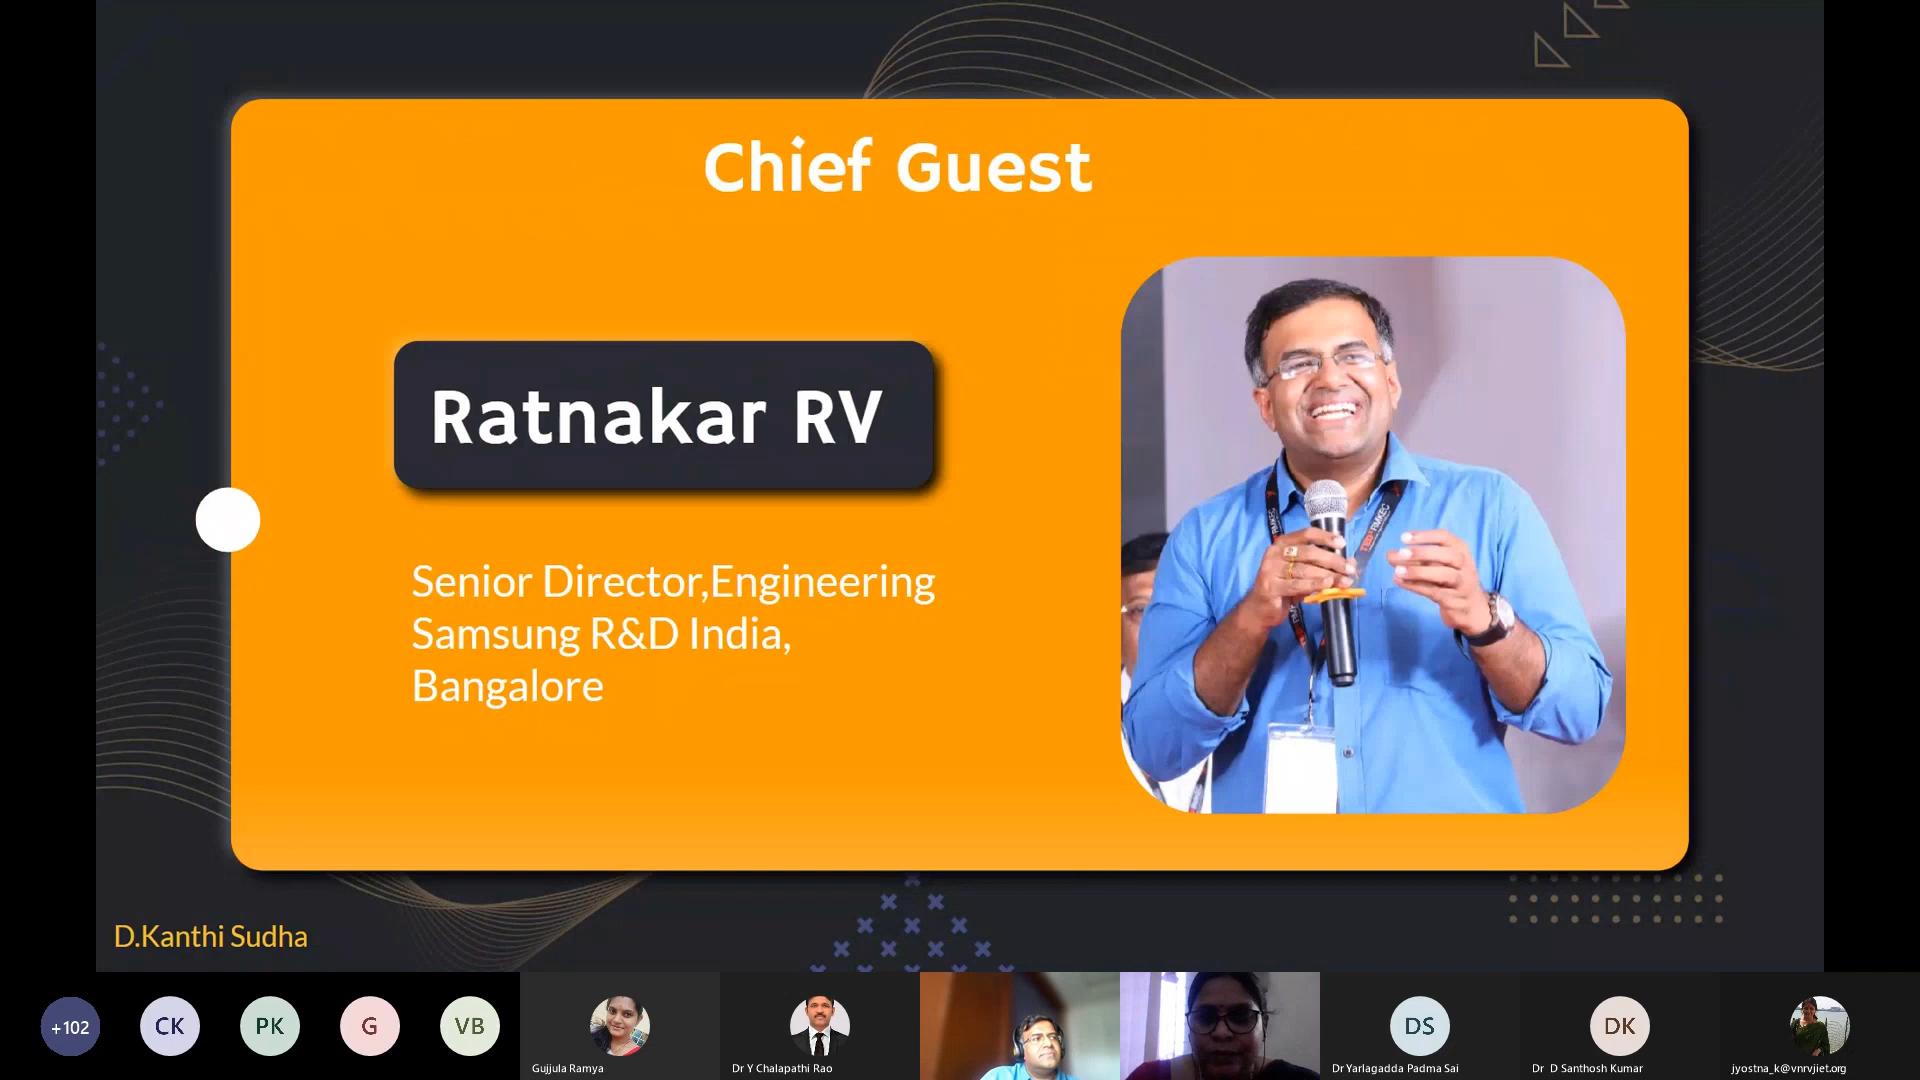 Chief Guest
Ratnakar RV
Senior Director,Engineering
Samsung R&D India,
Bangalore
D.Kanthi Sudha
+102
CK
PK
G
VB
Gujjula Ramya
Dr Y Chalapathi Rao
DS
Dr Yarlagadda Padma Sai
DK
Dr D Santhosh Kumar
jyostna_k@vnrvjiet.org